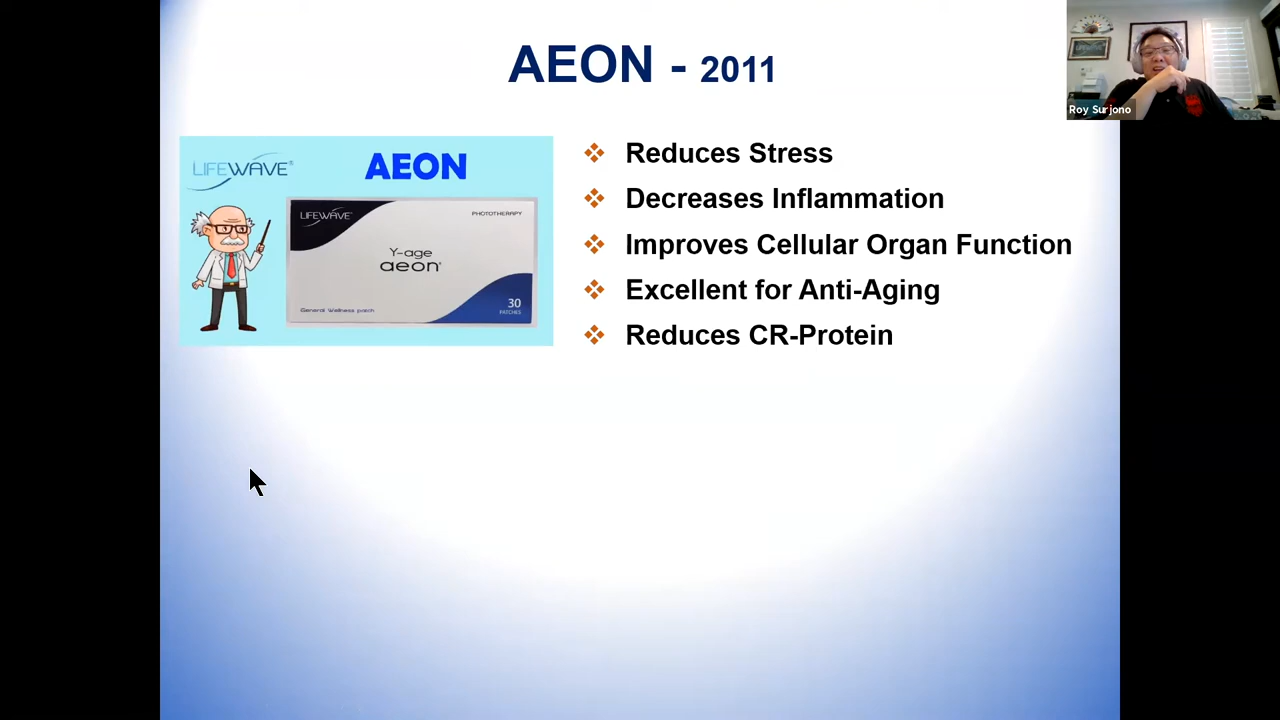 AEON - 2011
Roy Surjono
LIFEWAVE®
AEON
LIFEWAVE®
PHOTOTHERAPY
Y-age
aeon®
General Wellness patch
30
PATCHES
Reduces Stress
Decreases Inflammation
Improves Cellular Organ Function
Excellent for Anti-Aging
Reduces CR-Protein